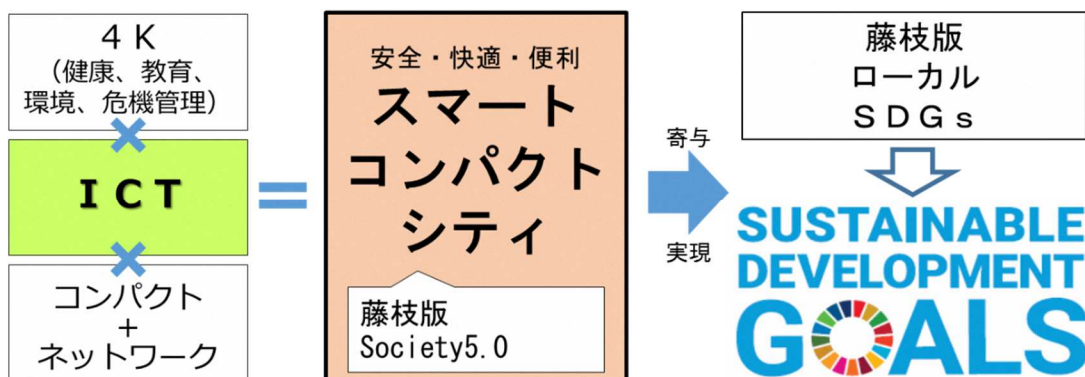 ４Ｋ
（健康、教育、
環境、危機管理）
×
ＩＣＴ
×
コンパクト
＋
ネットワーク
＝
安全・快適・便利
スマート
コンパクト
シティ
藤枝版
Society5.0
寄与
実現
藤枝版
ローカル
ＳＤＧｓ
SUSTAINABLE
DEVELOPMENT
GOALS